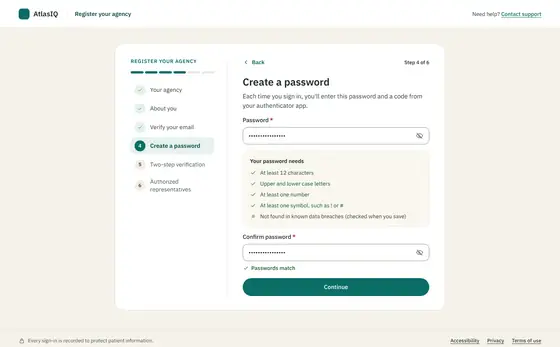 AtlasIQ
Register your agency
Need help? Contact support
REGISTER YOUR AGENCY
Your agency
About you
Verify your email
4 Create a password
5 Two-step verification
6 Authorized
representatives
Back
Step 4 of 6
Create a password
Each time you sign in, you'll enter this password and a code from
your authenticator app.
Password *
•••••••••••••••
Your password needs
At least 12 characters
Upper and lower case letters
At least one number
At least one symbol, such as ! or #
Not found in known data breaches (checked when you save)
Confirm password *
•••••••••••••••
Passwords match
Continue
Every sign-in is recorded to protect patient information.
Accessibility
Privacy
Terms of use